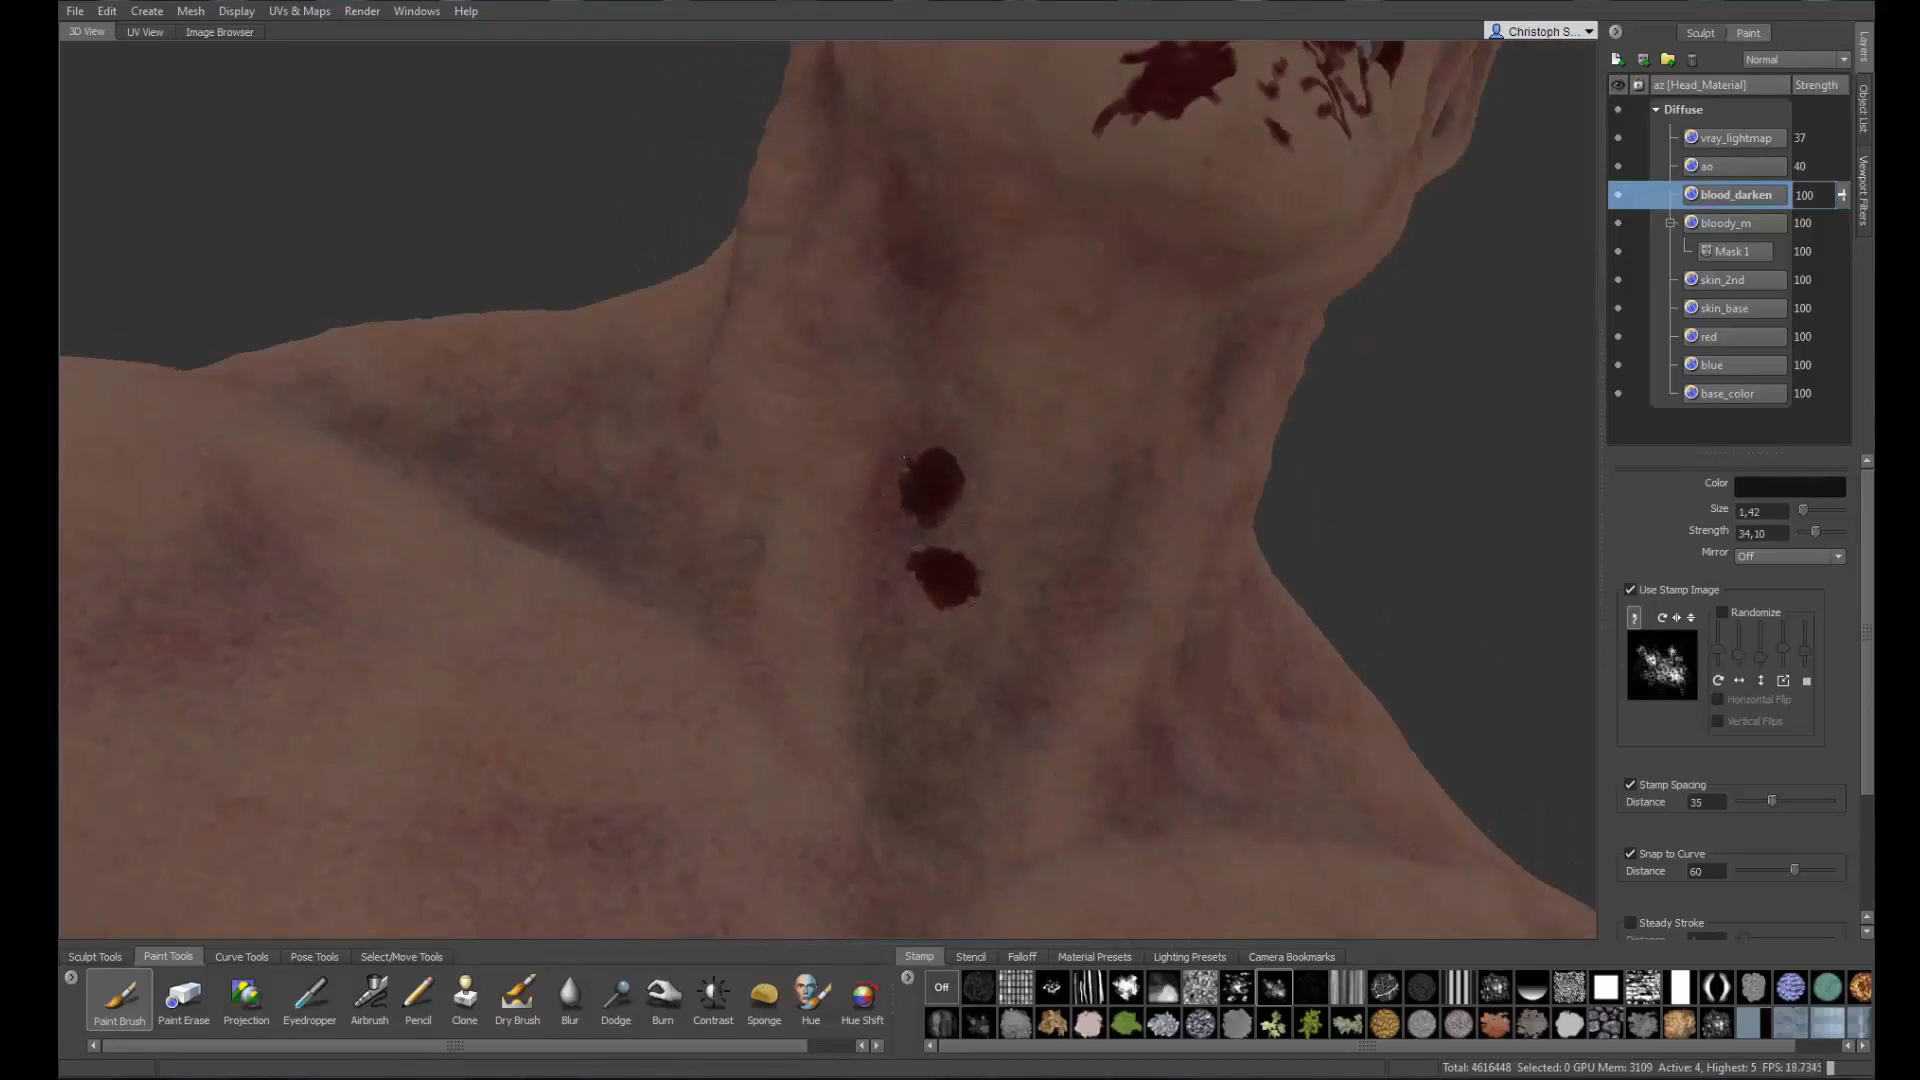 File Edit Create Mesh Display UVs & Maps Render Windows Help
3D View UV View Image Browser
Christoph S...
Sculpt Paint
Normal
az [Head_Material] Strength
Diffuse
vray_lightmap 37
ao 40
blood_darken 100
bloody_m 100
Mask 1 100
skin_2nd 100
skin_base 100
red 100
blue 100
base_color 100
Layers
Object List
Viewport Filters
Color
Size 1,42
Strength 34,10
Mirror Off
Use Stamp Image
Randomize
Horizontal Flip
Vertical Flips
Stamp Spacing
Distance 35
Snap to Curve
Distance 60
Steady Stroke
Sculpt Tools Paint Tools Curve Tools Pose Tools Select/Move Tools
Stamp Stencil Falloff Material Presets Lighting Presets Camera Bookmarks
Off
Paint Brush Paint Erase Projection Eyedropper Airbrush Pencil Clone Dry Brush Blur Dodge Burn Contrast Sponge Hue Hue Shift
Total: 4616448 Selected: 0 GPU Mem: 3109 Active: 4, Highest: 5 FPS: 18.7345